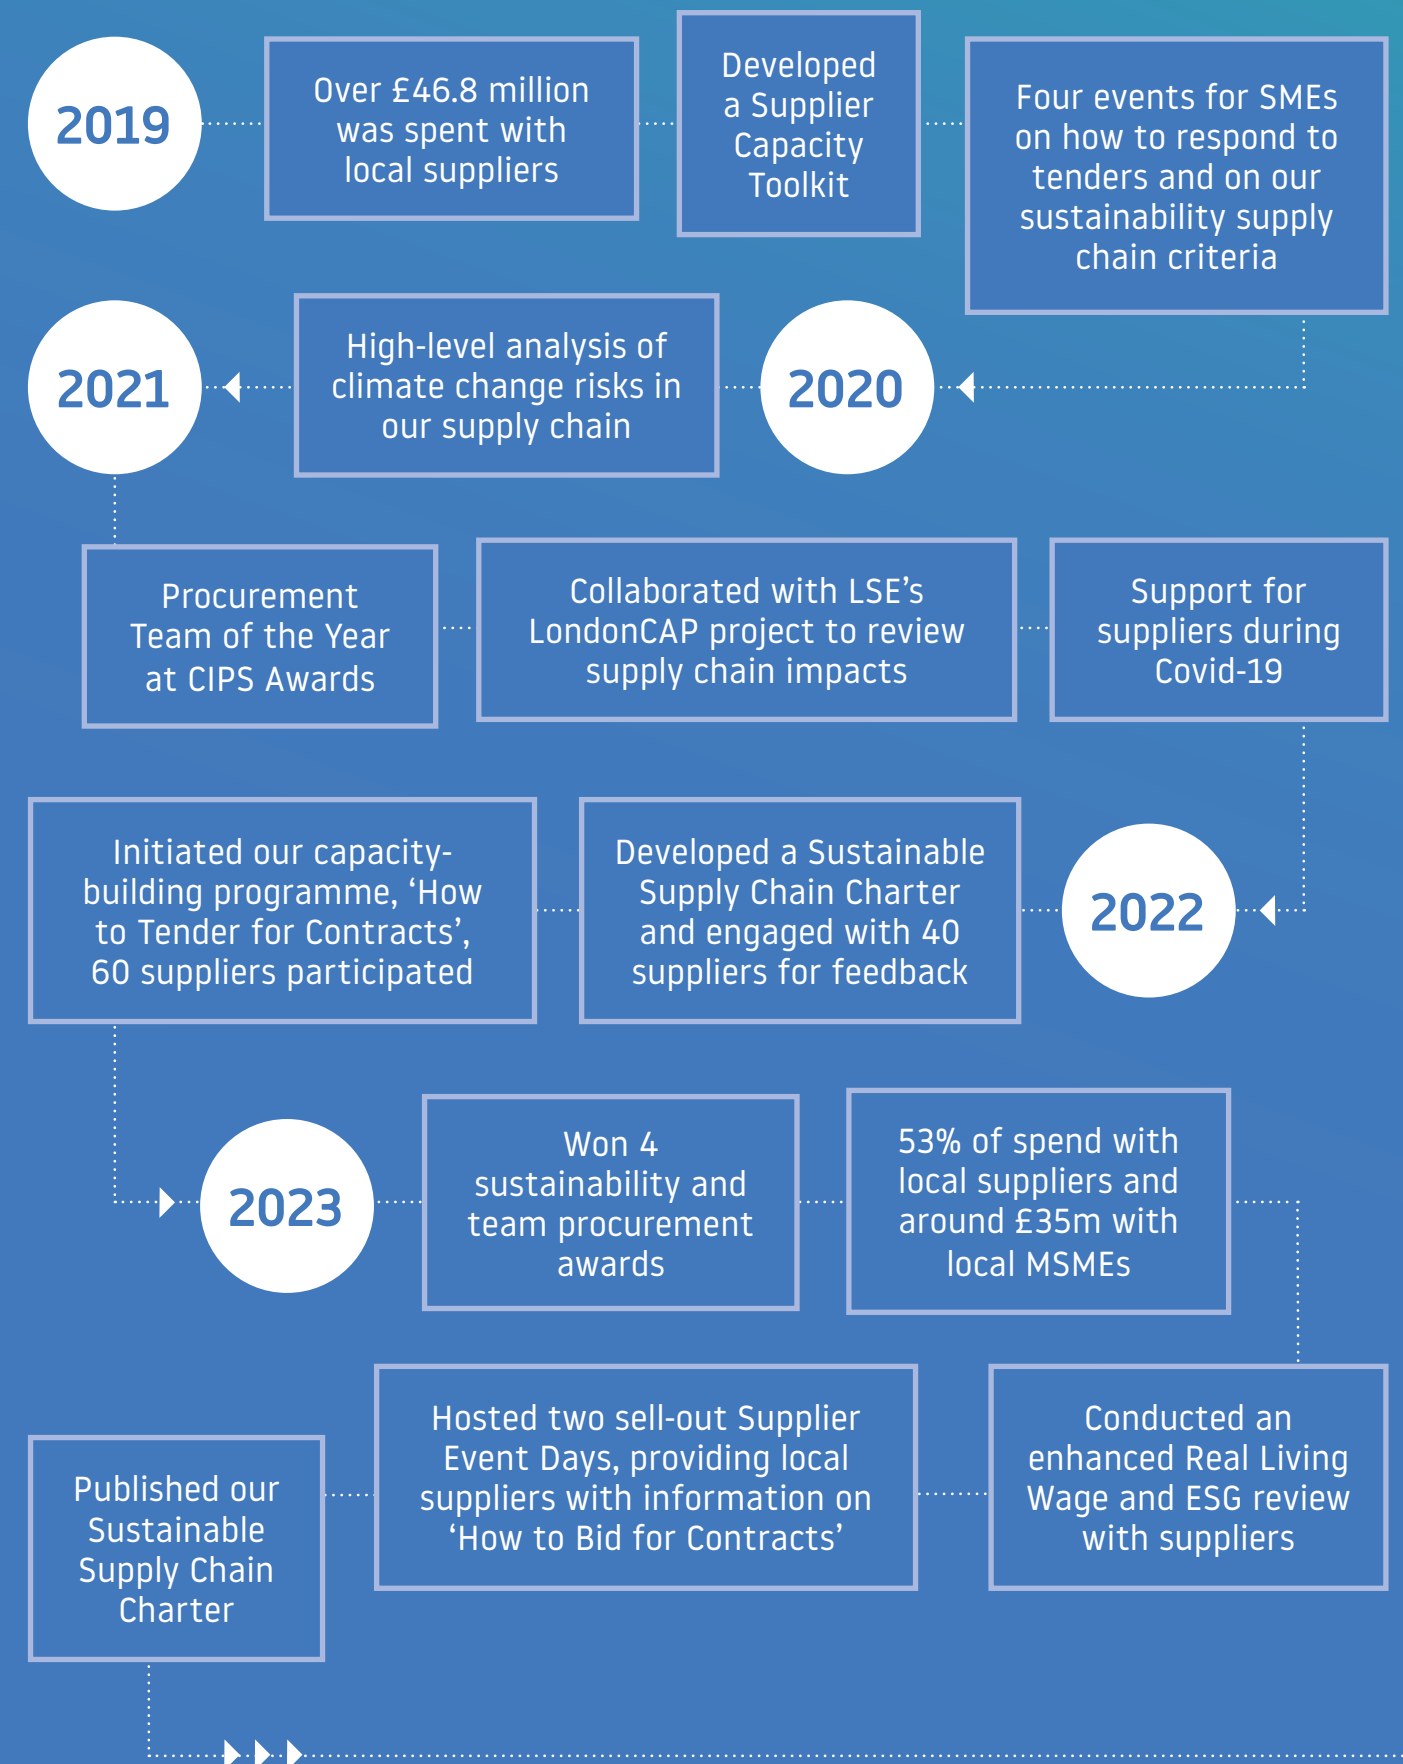 2019
Over £46.8 million
was spent with
local suppliers
Developed
a Supplier
Capacity
Toolkit
Four events for SMEs
on how to respond to
tenders and on our
sustainability supply
chain criteria
2020
High-level analysis of
climate change risks in
our supply chain
2021
Procurement
Team of the Year
at CIPS Awards
Collaborated with LSE’s
LondonCAP project to review
supply chain impacts
Support for
suppliers during
Covid-19
2022
Developed a Sustainable
Supply Chain Charter
and engaged with 40
suppliers for feedback
Initiated our capacity-
building programme, ‘How
to Tender for Contracts’,
60 suppliers participated
2023
Won 4
sustainability and
team procurement
awards
53% of spend with
local suppliers and
around £35m with
local MSMEs
Conducted an
enhanced Real Living
Wage and ESG review
with suppliers
Hosted two sell-out Supplier
Event Days, providing local
suppliers with information on
‘How to Bid for Contracts’
Published our
Sustainable
Supply Chain
Charter